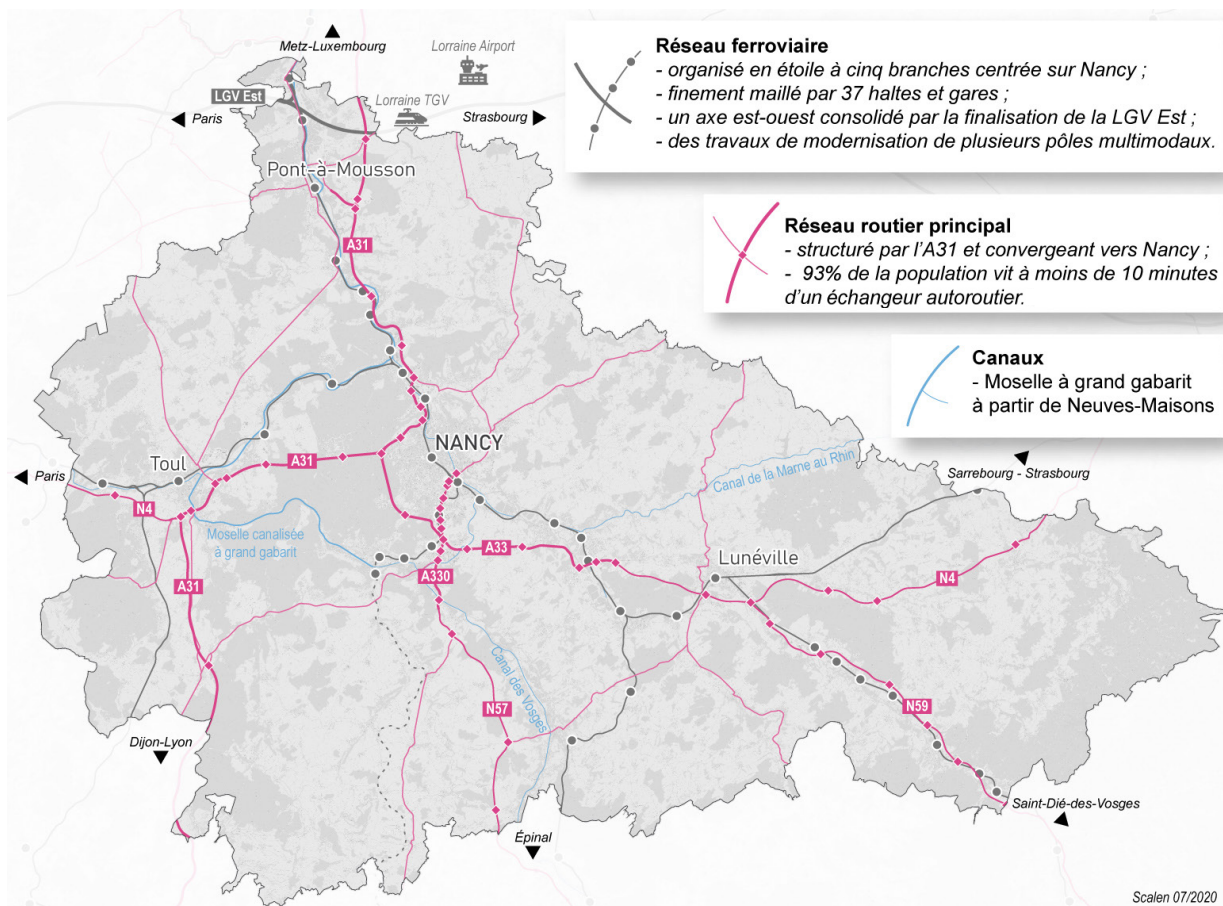 Metz-Luxembourg
Lorraine Airport
LGV Est
Paris
Lorraine TGV
Strasbourg
Réseau ferroviaire
- organisé en étoile à cinq branches centrée sur Nancy ;
- finement maillé par 37 haltes et gares ;
- un axe est-ouest consolidé par la finalisation de la LGV Est ;
- des travaux de modernisation de plusieurs pôles multimodaux.
Pont-à-Mousson
A31
Réseau routier principal
- structuré par l'A31 et convergeant vers Nancy ;
- 93% de la population vit à moins de 10 minutes
d'un échangeur autoroutier.
Canaux
- Moselle à grand gabarit
à partir de Neuves-Maisons
NANCY
Toul
A31
Paris
N4
Canal de la Marne au Rhin
Sarrebourg - Strasbourg
Moselle canalisée
à grand gabarit
A33
Lunéville
A31
A330
N4
Canal des Vosges
N57
N59
Dijon-Lyon
Saint-Dié-des-Vosges
Épinal
Scalen 07/2020